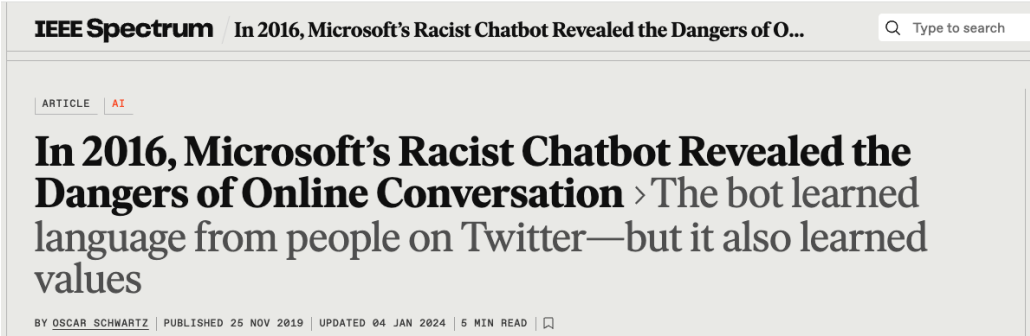 IEEE Spectrum / In 2016, Microsoft’s Racist Chatbot Revealed the Dangers of O... Type to search
ARTICLE AI
In 2016, Microsoft’s Racist Chatbot Revealed the
Dangers of Online Conversation › The bot learned
language from people on Twitter—but it also learned
values
BY OSCAR SCHWARTZ | PUBLISHED 25 NOV 2019 | UPDATED 04 JAN 2024 | 5 MIN READ |